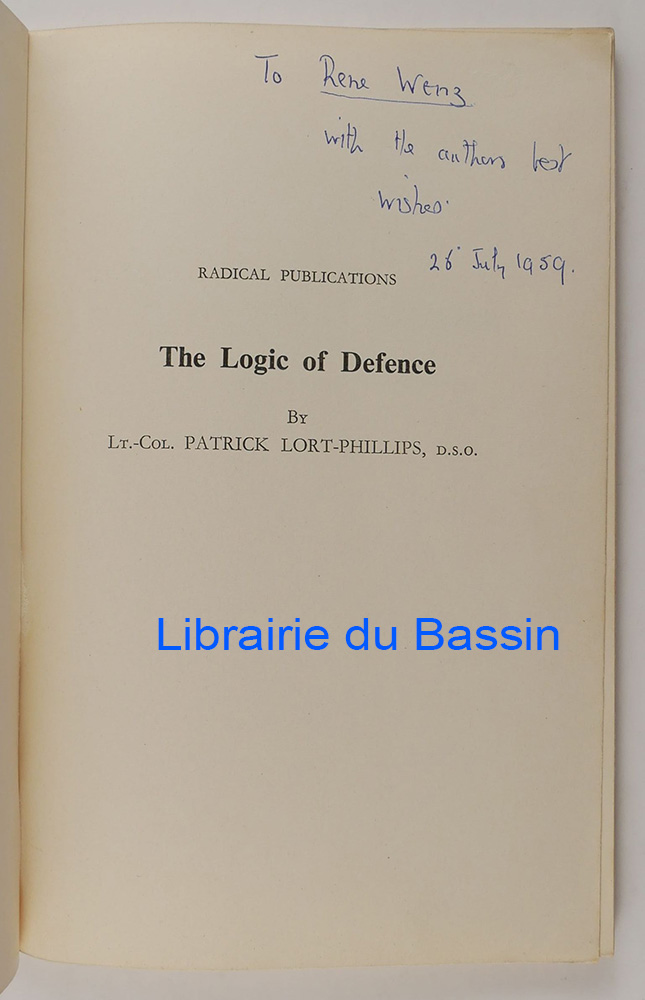 To Rene Wenz
with the authors best
wishes.
26 July 1959.
RADICAL PUBLICATIONS
The Logic of Defence
BY
LT.-COL. PATRICK LORT-PHILLIPS, D.S.O.
Librairie du Bassin